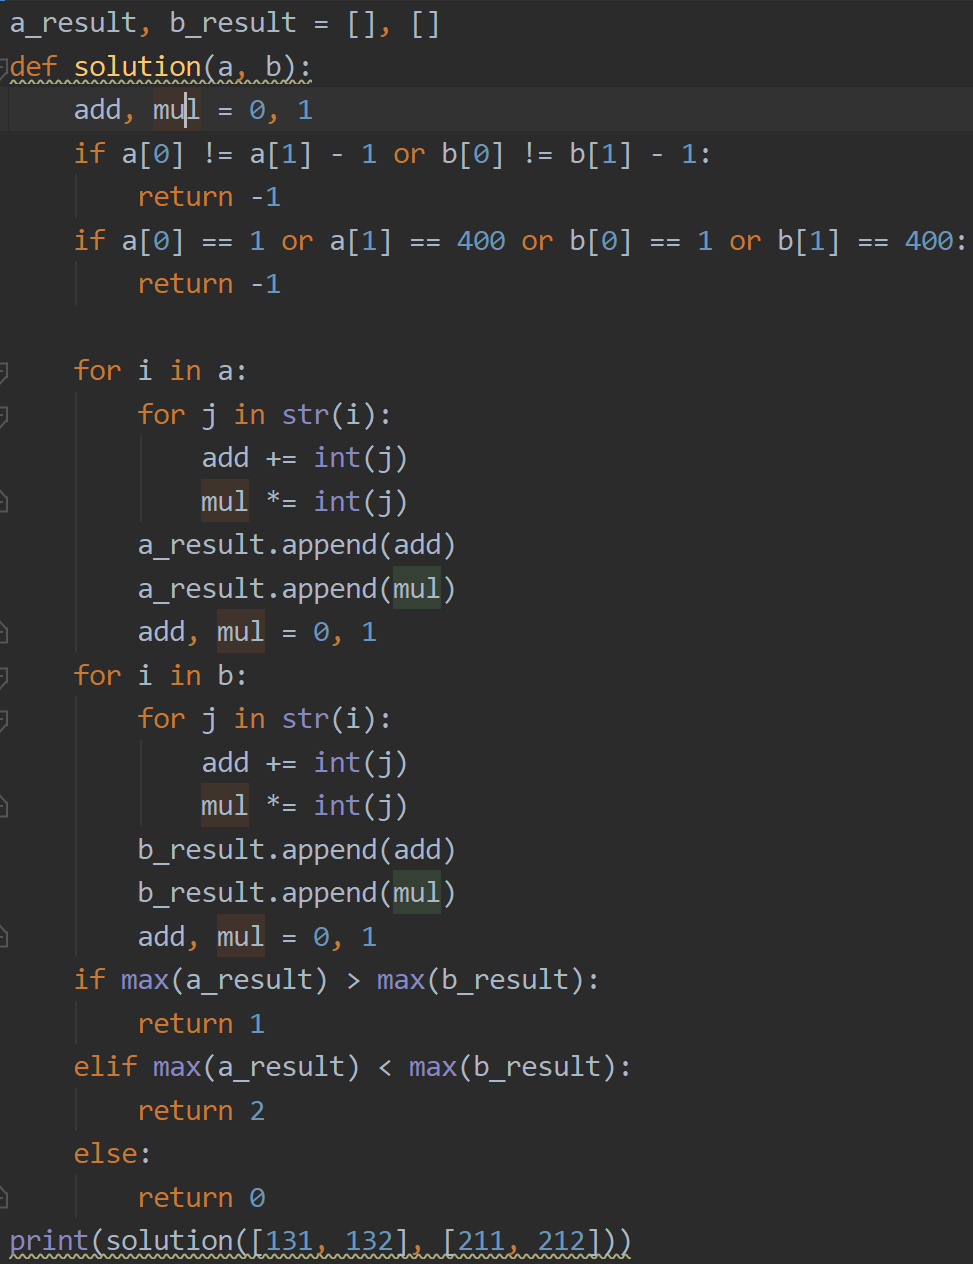 a_result, b_result = [], []
def solution(a, b):
    add, mul = 0, 1
    if a[0] != a[1] - 1 or b[0] != b[1] - 1:
        return -1
    if a[0] == 1 or a[1] == 400 or b[0] == 1 or b[1] == 400:
        return -1

    for i in a:
        for j in str(i):
            add += int(j)
            mul *= int(j)
        a_result.append(add)
        a_result.append(mul)
        add, mul = 0, 1
    for i in b:
        for j in str(i):
            add += int(j)
            mul *= int(j)
        b_result.append(add)
        b_result.append(mul)
        add, mul = 0, 1
    if max(a_result) > max(b_result):
        return 1
    elif max(a_result) < max(b_result):
        return 2
    else:
        return 0
print(solution([131, 132], [211, 212]))